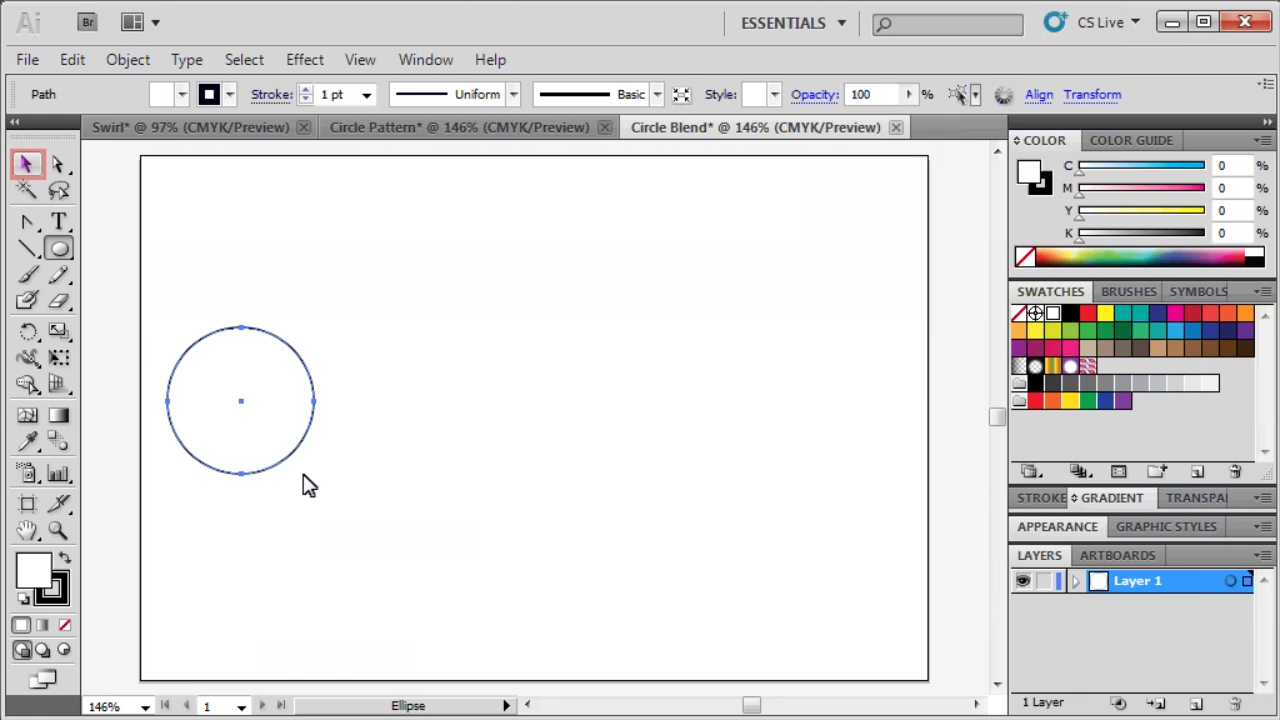 Ai Br ESSENTIALS CS Live
File Edit Object Type Select Effect View Window Help
Path Stroke: 1 pt Uniform Basic Style: Opacity: 100 % Align Transform
Swirl* @ 97% (CMYK/Preview) Circle Pattern* @ 146% (CMYK/Preview) Circle Blend* @ 146% (CMYK/Preview)
COLOR COLOR GUIDE
C 0 %
M 0 %
Y 0 %
K 0 %
SWATCHES BRUSHES SYMBOLS
STROKE GRADIENT TRANSPA
APPEARANCE GRAPHIC STYLES
LAYERS ARTBOARDS
Layer 1
1 Layer
146% 1 Ellipse